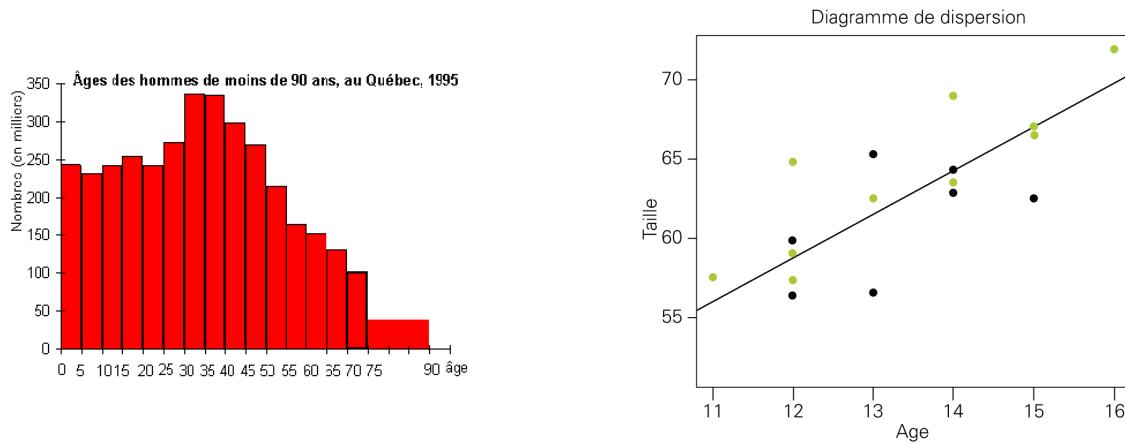 Âges des hommes de moins de 90 ans, au Québec, 1995
Nombres (en milliers)
350
300
250
200
150
100
50
0
0 5 10 15 20 25 30 35 40 45 50 55 60 65 70 75 90 âge
Diagramme de dispersion
Taille
70
65
60
55
11 12 13 14 15 16
Age